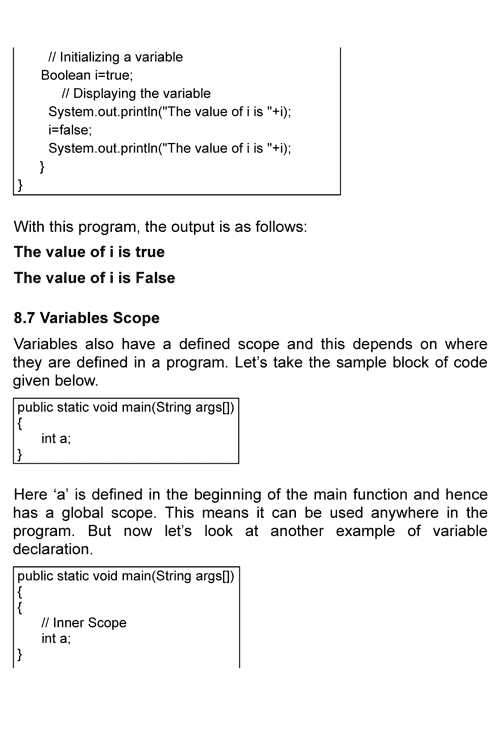 // Initializing a variable
Boolean i=true;
// Displaying the variable
System.out.println("The value of i is "+i);
i=false;
System.out.println("The value of i is "+i);
}
}
With this program, the output is as follows:
The value of i is true
The value of i is False
8.7 Variables Scope
Variables also have a defined scope and this depends on where
they are defined in a program. Let’s take the sample block of code
given below.
public static void main(String args[])
{
int a;
}
Here ‘a’ is defined in the beginning of the main function and hence
has a global scope. This means it can be used anywhere in the
program. But now let’s look at another example of variable
declaration.
public static void main(String args[])
{
{
// Inner Scope
int a;
}